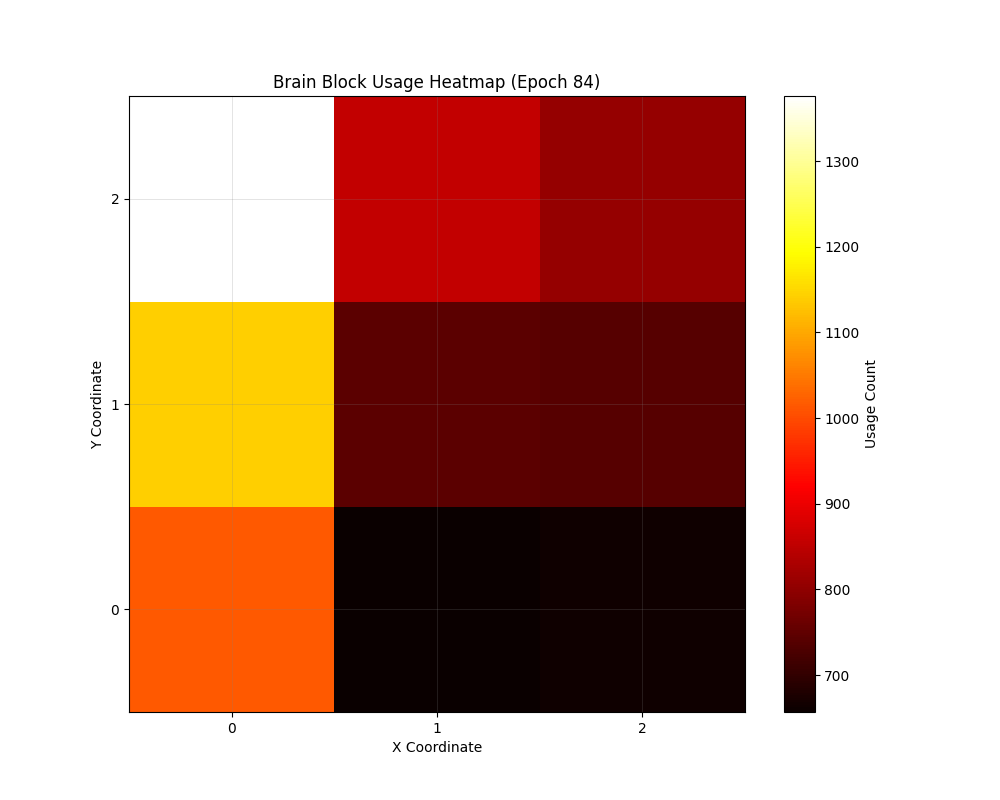 Brain Block Usage Heatmap (Epoch 84)
2
1
0
Y Coordinate
0 1 2
X Coordinate
1300
1200
1100
1000
900
800
700
Usage Count